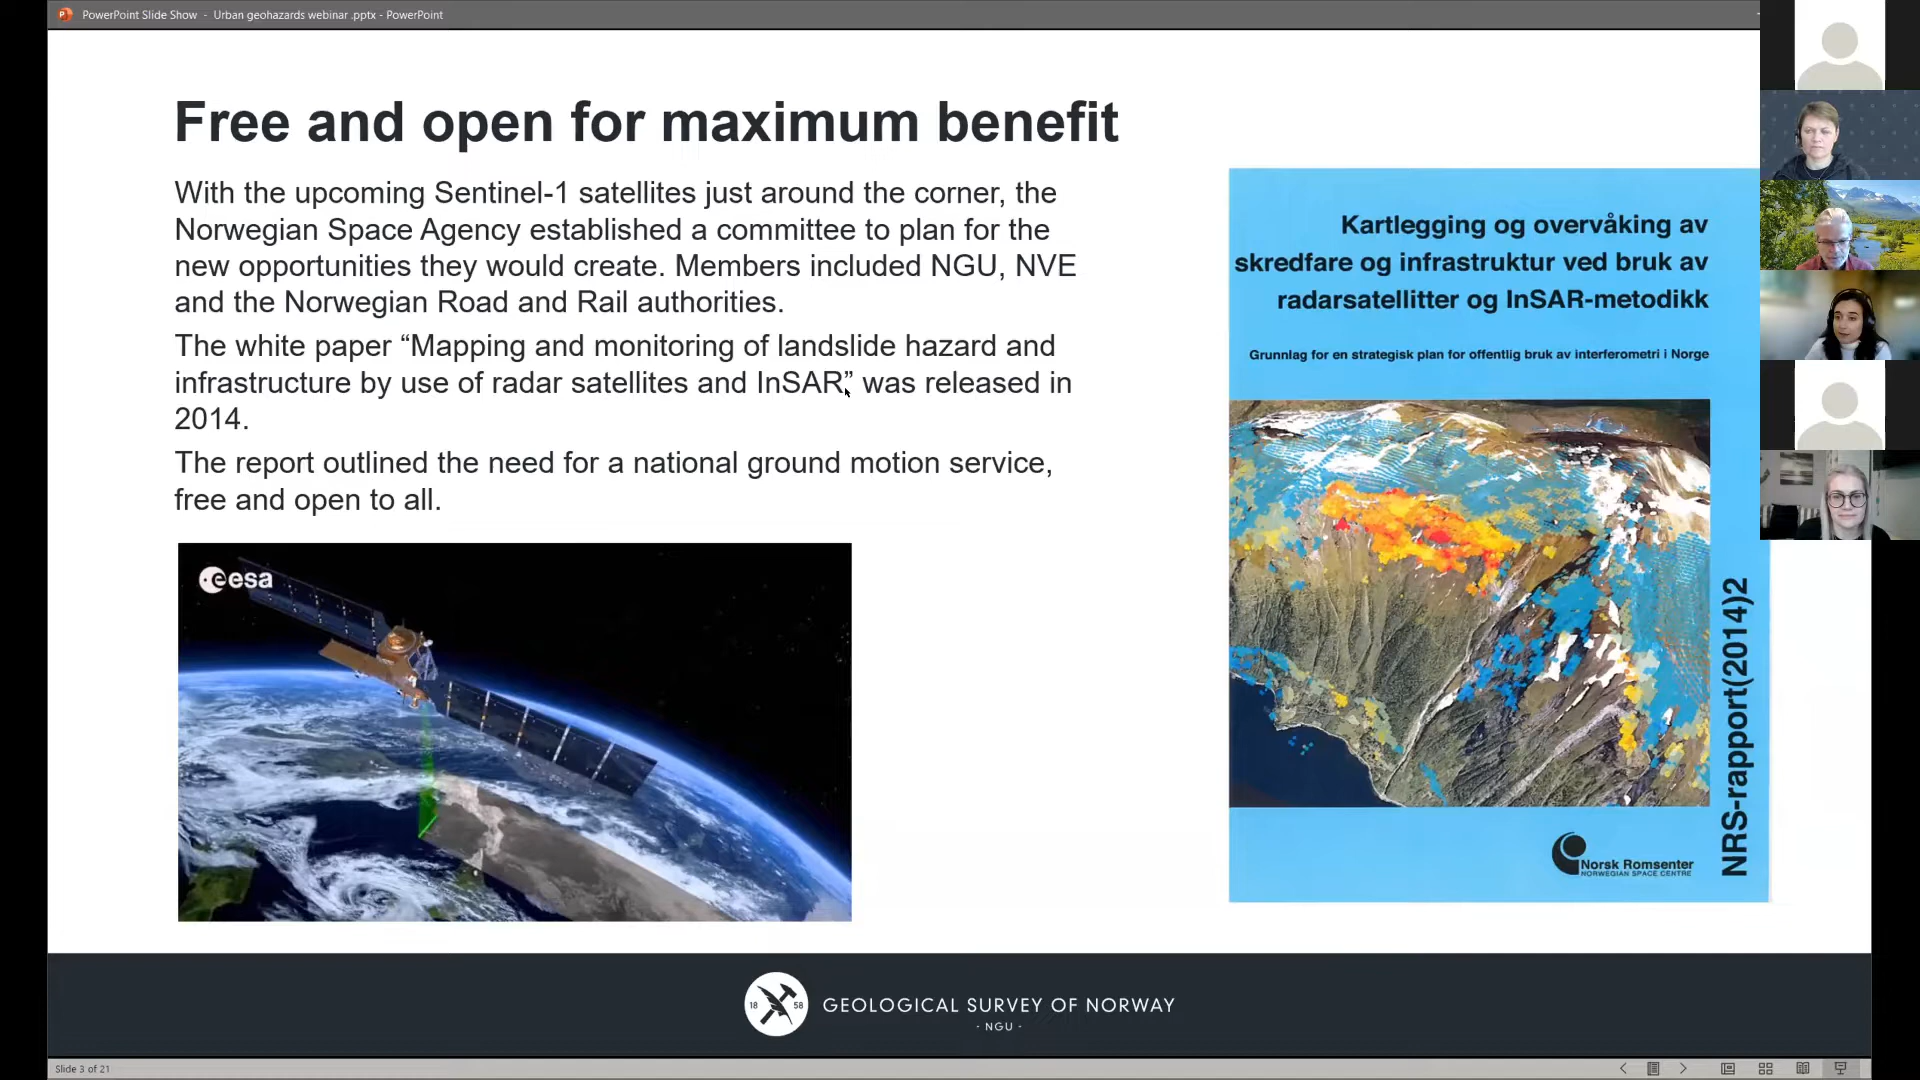 PowerPoint Slide Show - Urban geohazards webinar .pptx - PowerPoint
Free and open for maximum benefit
With the upcoming Sentinel-1 satellites just around the corner, the
Norwegian Space Agency established a committee to plan for the
new opportunities they would create. Members included NGU, NVE
and the Norwegian Road and Rail authorities.
The white paper “Mapping and monitoring of landslide hazard and
infrastructure by use of radar satellites and InSAR” was released in
2014.
The report outlined the need for a national ground motion service,
free and open to all.
esa
Kartlegging og overvåking av
skredfare og infrastruktur ved bruk av
radarsatellitter og InSAR-metodikk
Grunnlag for en strategisk plan for offentlig bruk av interferometri i Norge
NRS-rapport(2014)2
Norsk Romsenter
NORWEGIAN SPACE CENTRE
18 58
GEOLOGICAL SURVEY OF NORWAY
- NGU -
Slide 3 of 21